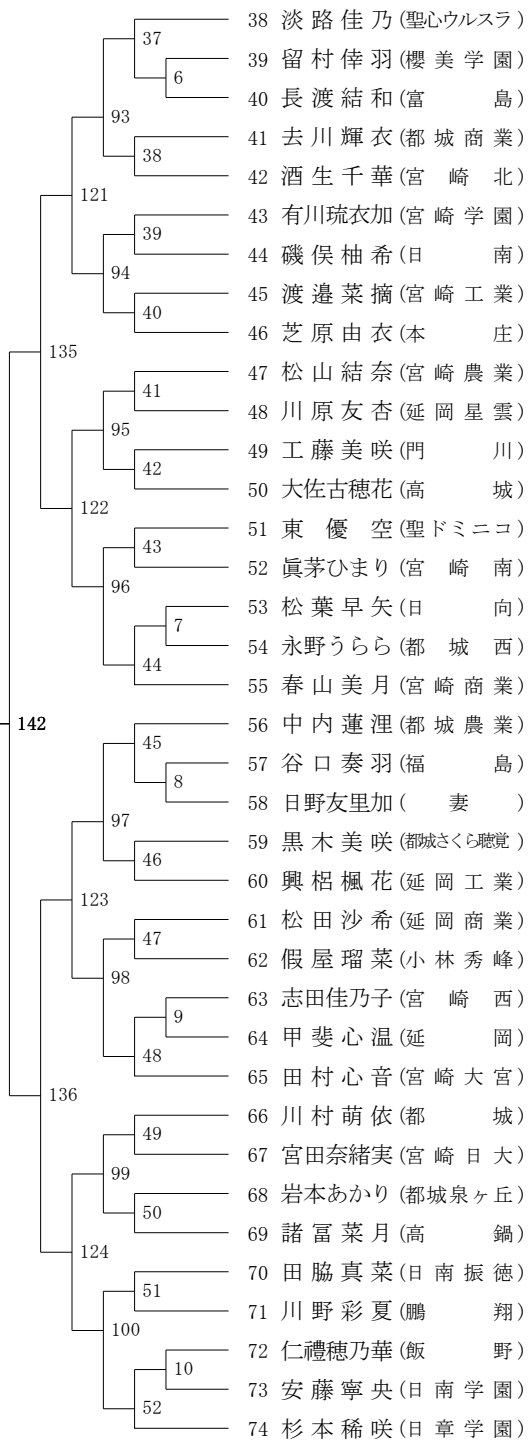 38 淡路佳乃(聖心ウルスラ)
37
39 留村倖羽(櫻美学園)
6
40 長渡結和(富島)
93
41 去川輝衣(都城商業)
38
42 酒生千華(宮崎北)
121
43 有川琉衣加(宮崎学園)
39
44 磯俣柚希(日南)
94
45 渡邉菜摘(宮崎工業)
40
46 芝原由衣(本庄)
135
47 松山結奈(宮崎農業)
41
48 川原友杏(延岡星雲)
95
49 工藤美咲(門川)
42
50 大佐古穂花(高城)
122
51 東優空(聖ドミニコ)
43
52 眞茅ひまり(宮崎南)
96
53 松葉早矢(日向)
7
54 永野うらら(都城西)
44
55 春山美月(宮崎商業)
142
56 中内蓮浬(都城農業)
45
57 谷口奏羽(福島)
8
58 日野友里加(妻)
97
59 黒木美咲(都城さくら聴覚)
46
60 興梠楓花(延岡工業)
123
61 松田沙希(延岡商業)
47
62 假屋瑠菜(小林秀峰)
98
63 志田佳乃子(宮崎西)
9
64 甲斐心温(延岡)
48
65 田村心音(宮崎大宮)
136
66 川村萌依(都城)
49
67 宮田奈緒実(宮崎日大)
99
68 岩本あかり(都城泉ヶ丘)
50
69 諸冨菜月(高鍋)
124
70 田脇真菜(日南振徳)
51
71 川野彩夏(鵬翔)
100
72 仁禮穂乃華(飯野)
10
73 安藤寧央(日南学園)
52
74 杉本稀咲(日章学園)